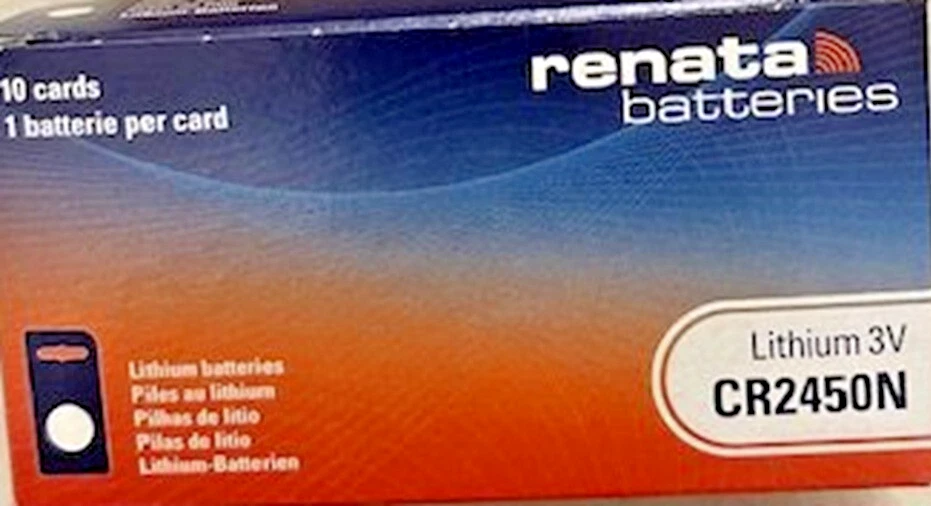 10 cards
1 batterie per card
renata
batteries
Lithium batteries
Piles au lithium
Pilhas de litio
Pilas de litio
Lithium-Batterien
Lithium 3V
CR2450N